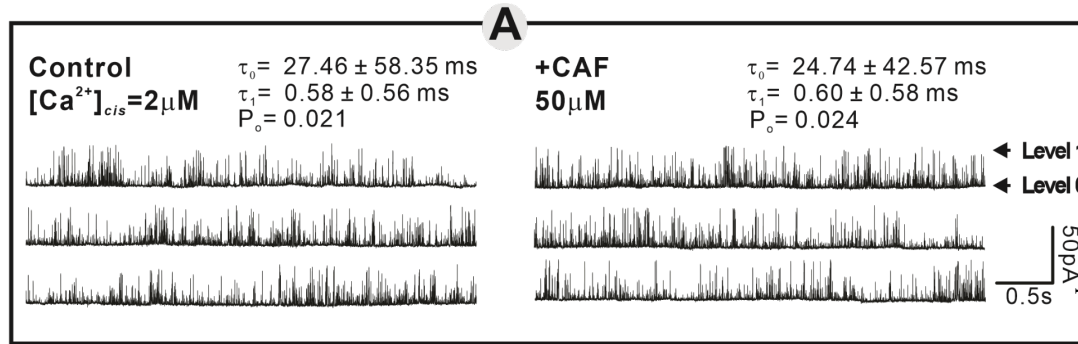 A
Control
[Ca²⁺]cis=2μM
τ₀= 27.46 ± 58.35 ms
τ₁= 0.58 ± 0.56 ms
Pₒ= 0.021
+CAF
50μM
τ₀= 24.74 ± 42.57 ms
τ₁= 0.60 ± 0.58 ms
Pₒ= 0.024
Level 1
Level 0
50pA
0.5s